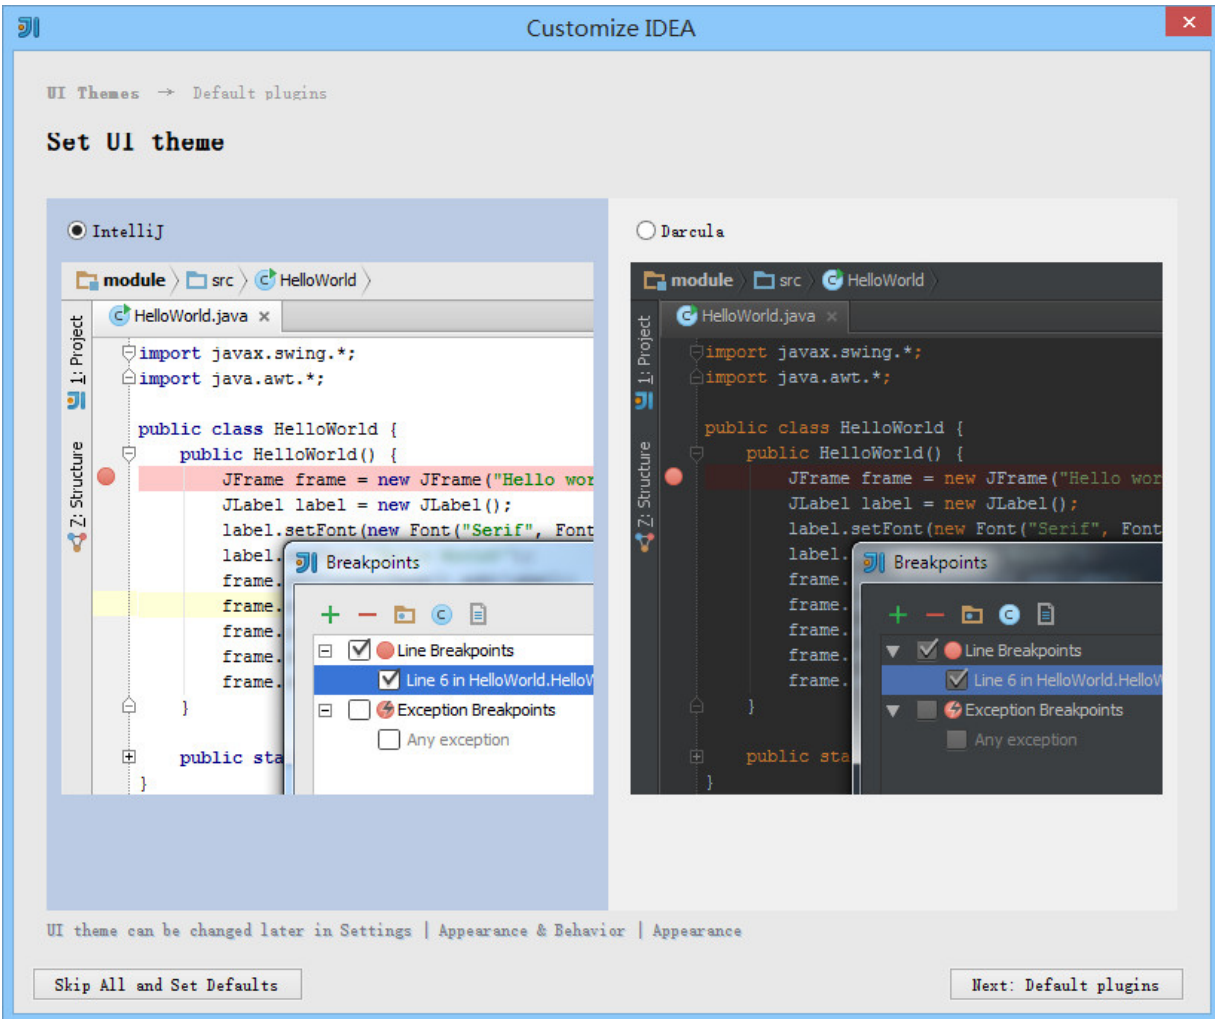 Customize IDEA
UI Themes → Default plugins
Set UI theme
IntelliJ
module src HelloWorld
HelloWorld.java
1: Project
7: Structure
import javax.swing.*;
import java.awt.*;
public class HelloWorld {
public HelloWorld() {
JFrame frame = new JFrame("Hello wor
JLabel label = new JLabel();
label.setFont(new Font("Serif", Font
label.
frame.
frame.
frame.
frame.
frame.
}
public sta
}
Breakpoints
Line Breakpoints
Line 6 in HelloWorld.HelloW
Exception Breakpoints
Any exception
Darcula
module src HelloWorld
HelloWorld.java
1: Project
7: Structure
import javax.swing.*;
import java.awt.*;
public class HelloWorld {
public HelloWorld() {
JFrame frame = new JFrame("Hello wor
JLabel label = new JLabel();
label.setFont(new Font("Serif", Font
label.
frame.
frame.
frame.
frame.
frame.
}
public sta
}
Breakpoints
Line Breakpoints
Line 6 in HelloWorld.HelloW
Exception Breakpoints
Any exception
UI theme can be changed later in Settings | Appearance & Behavior | Appearance
Skip All and Set Defaults
Next: Default plugins